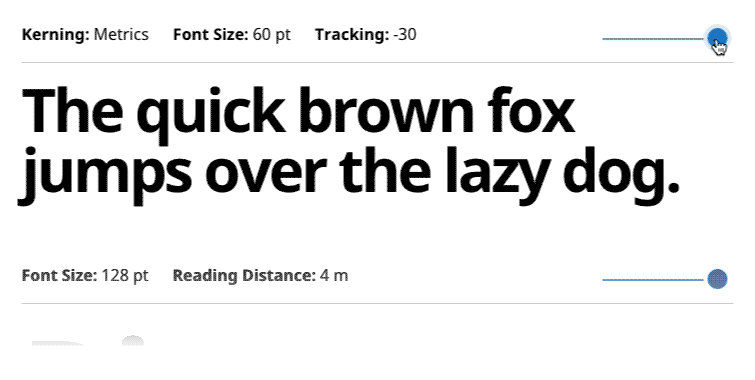 Kerning: Metrics Font Size: 60 pt Tracking: -30
The quick brown fox
jumps over the lazy dog.
Font Size: 128 pt Reading Distance: 4 m